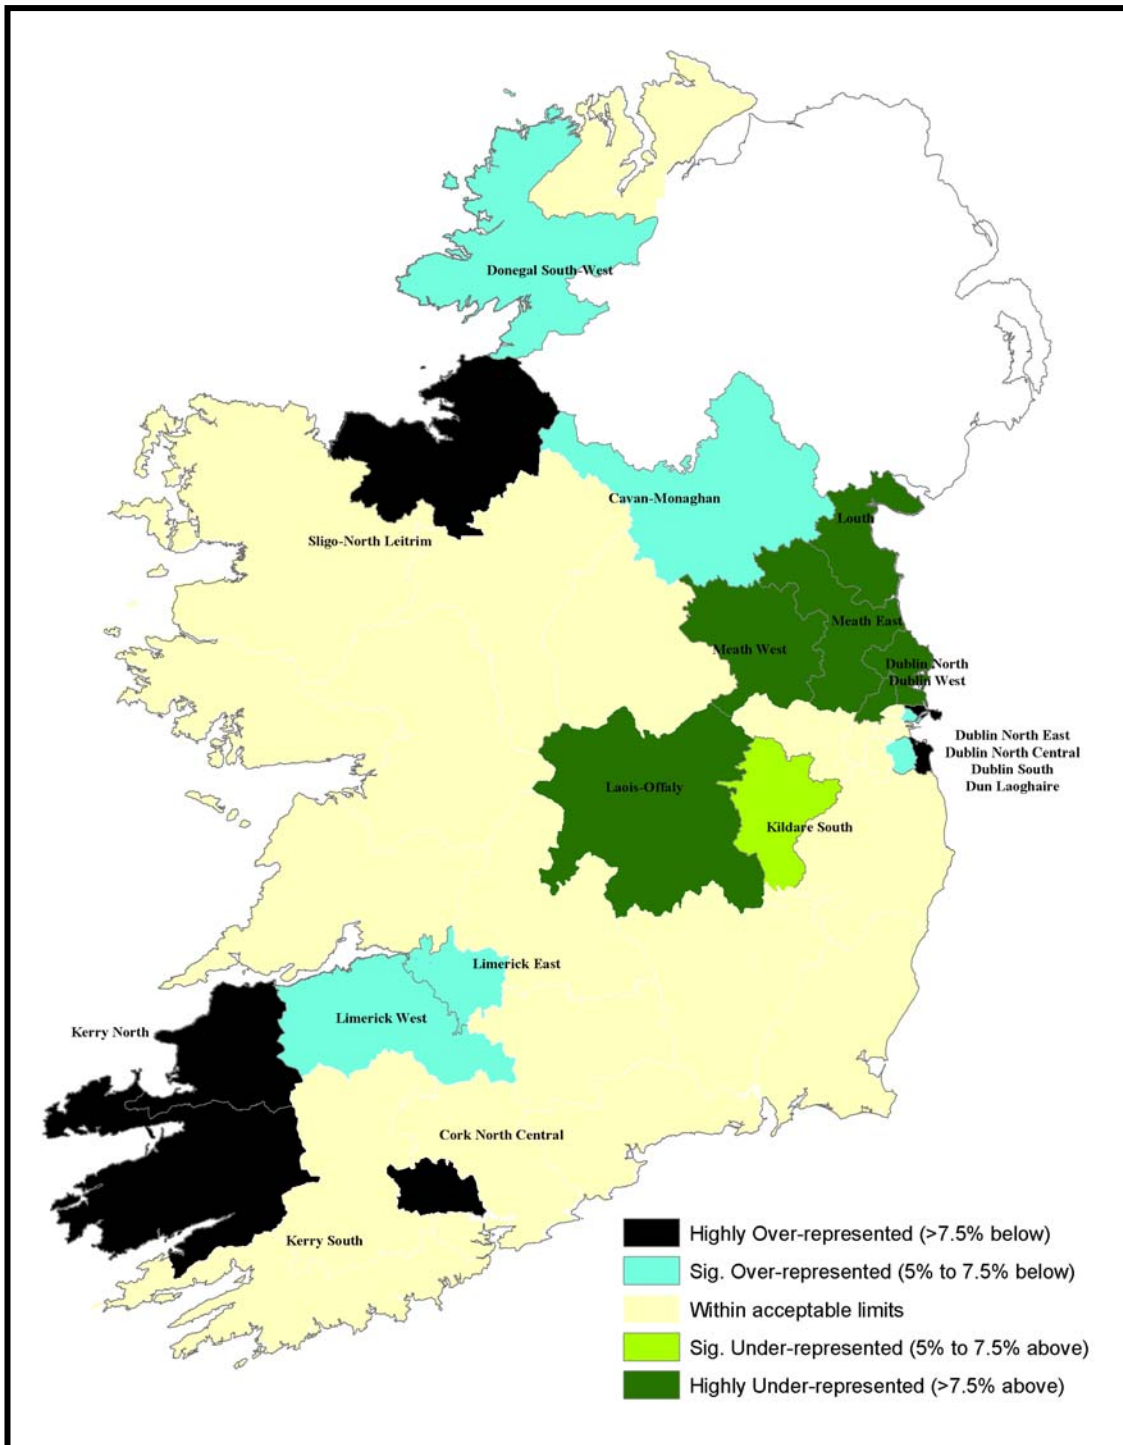 Donegal South-West
Cavan-Monaghan
Louth
Sligo-North Leitrim
Meath East
Meath West
Dublin North
Dublin West
Dublin North East
Dublin North Central
Dublin South
Dun Laoghaire
Laois-Offaly
Kildare South
Limerick East
Limerick West
Kerry North
Cork North Central
Kerry South
Highly Over-represented (>7.5% below)
Sig. Over-represented (5% to 7.5% below)
Within acceptable limits
Sig. Under-represented (5% to 7.5% above)
Highly Under-represented (>7.5% above)